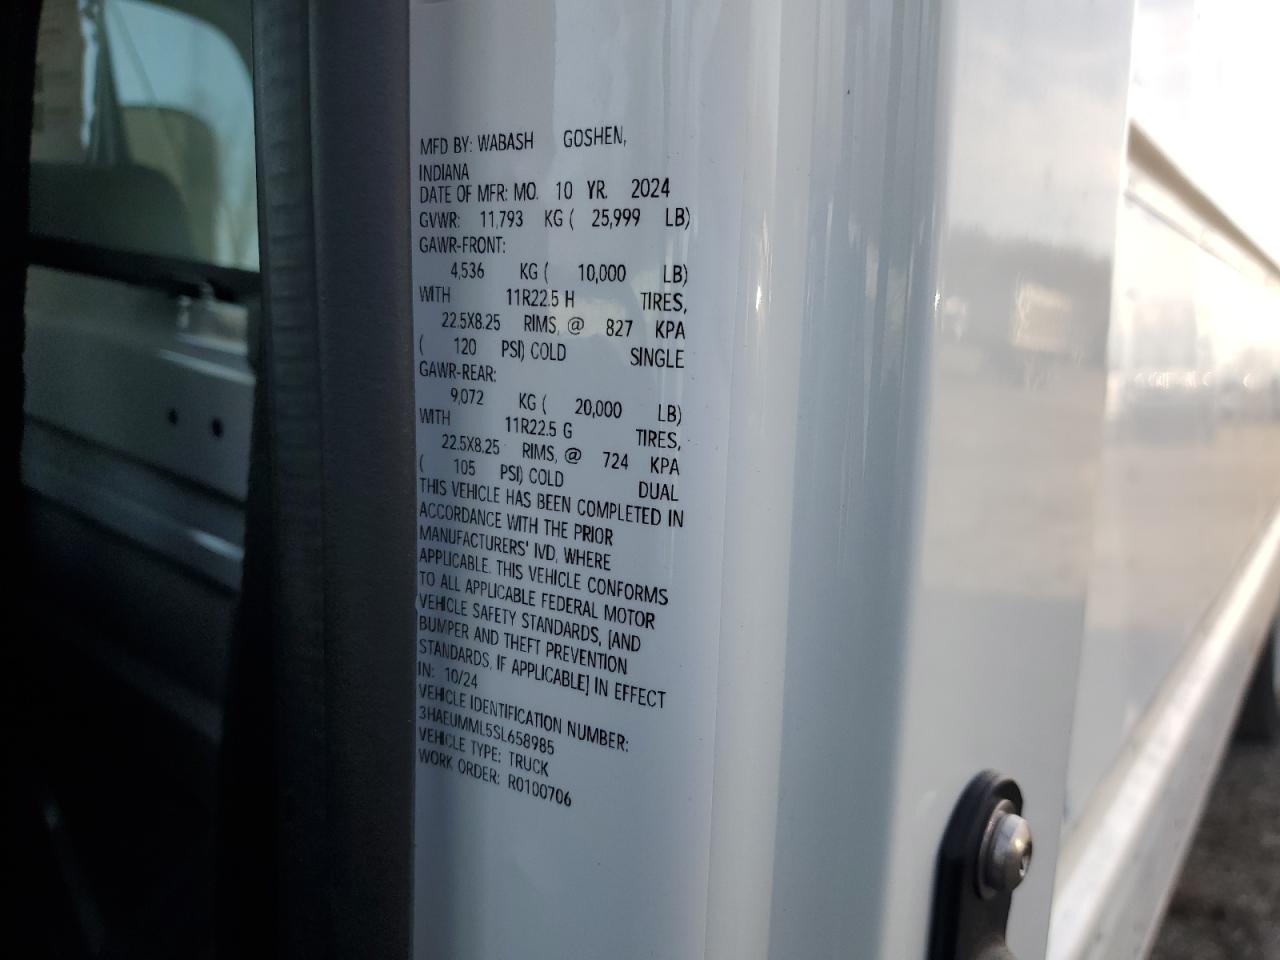 MFD BY: WABASH GOSHEN,
INDIANA
DATE OF MFR: MO. 10 YR. 2024
GVWR: 11,793 KG ( 25,999 LB)
GAWR-FRONT:
4,536 KG ( 10,000 LB)
WITH 11R22.5 H TIRES,
22.5X8.25 RIMS, @ 827 KPA
( 120 PSI) COLD SINGLE
GAWR-REAR:
9,072 KG ( 20,000 LB)
WITH 11R22.5 G TIRES,
22.5X8.25 RIMS, @ 724 KPA
( 105 PSI) COLD DUAL
THIS VEHICLE HAS BEEN COMPLETED IN
ACCORDANCE WITH THE PRIOR
MANUFACTURERS' IVD, WHERE
APPLICABLE. THIS VEHICLE CONFORMS
TO ALL APPLICABLE FEDERAL MOTOR
VEHICLE SAFETY STANDARDS, [AND
BUMPER AND THEFT PREVENTION
STANDARDS, IF APPLICABLE] IN EFFECT
IN: 10/24
VEHICLE IDENTIFICATION NUMBER:
3HAEUMML5SL658985
VEHICLE TYPE: TRUCK
WORK ORDER: R0100706